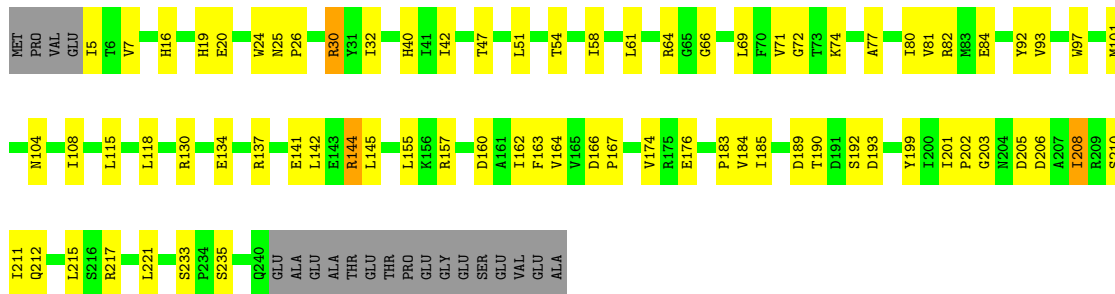 MET PRO VAL GLU I5 T6 V7 H16 H19 E20 W24 N25 P26 R30 Y31 I32 H40 I41 I42 T47 L51 T54 I58 L61 R64 G65 G66 L69 F70 V71 G72 T73 K74 A77 I80 V81 R82 M83 E84 Y92 V93 W97 M101
N104 I108 L115 L118 R130 E134 R137 E141 L142 E143 R144 L145 L155 K156 R157 D160 A161 I162 F163 V164 V165 D166 P167 V174 R175 E176 P183 V184 I185 D189 T190 D191 S192 D193 Y199 I200 I201 P202 G203 N204 D205 D206 A207 I208 R209 S210
I211 Q212 L215 S216 R217 L221 S233 P234 S235 Q240 GLU ALA GLU ALA THR GLU THR PRO GLU GLY GLU SER GLU VAL GLU ALA